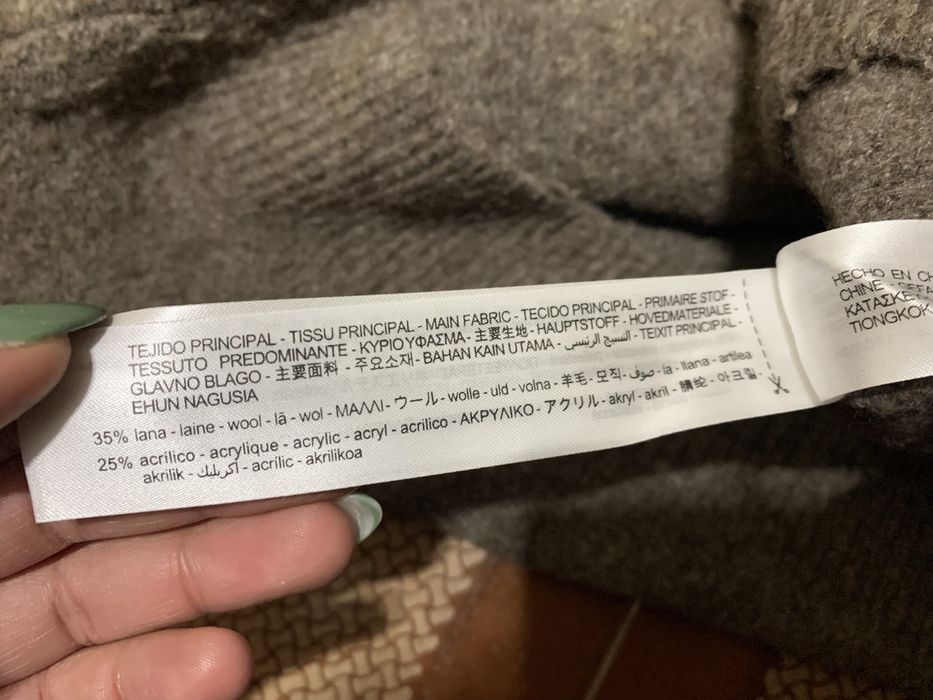 TEJIDO PRINCIPAL - TISSU PRINCIPAL - MAIN FABRIC - TECIDO PRINCIPAL - PRIMAIRE STOF -
TESSUTO PREDOMINANTE - ΚΥΡΙΟ ΥΦΑΣΜΑ - 主要生地 - HAUPTSTOFF - HOVEDMATERIALE -
GLAVNO BLAGO - 主要面料 - 주요소재 - BAHAN KAIN UTAMA - النسيج الرئيسي - TEIXIT PRINCIPAL -
EHUN NAGUSIA
35% lana - laine - wool - lã - wol - ΜΑΛΛΙ - ウール - wolle - uld - volna - 羊毛 - 모직 - صوف - la - llana - artilea
25% acrilico - acrylique - acrylic - acryl - acrilico - ΑΚΡΥΛΙΚΟ - アクリル - akryl - akril - 腈纶 - 아크릴 -
akrilik - أكريليك - acrílic - akrilikoa
HECHO EN CH
CHINE
ΚΑΤΑΣΚΕ
TIONGKOK